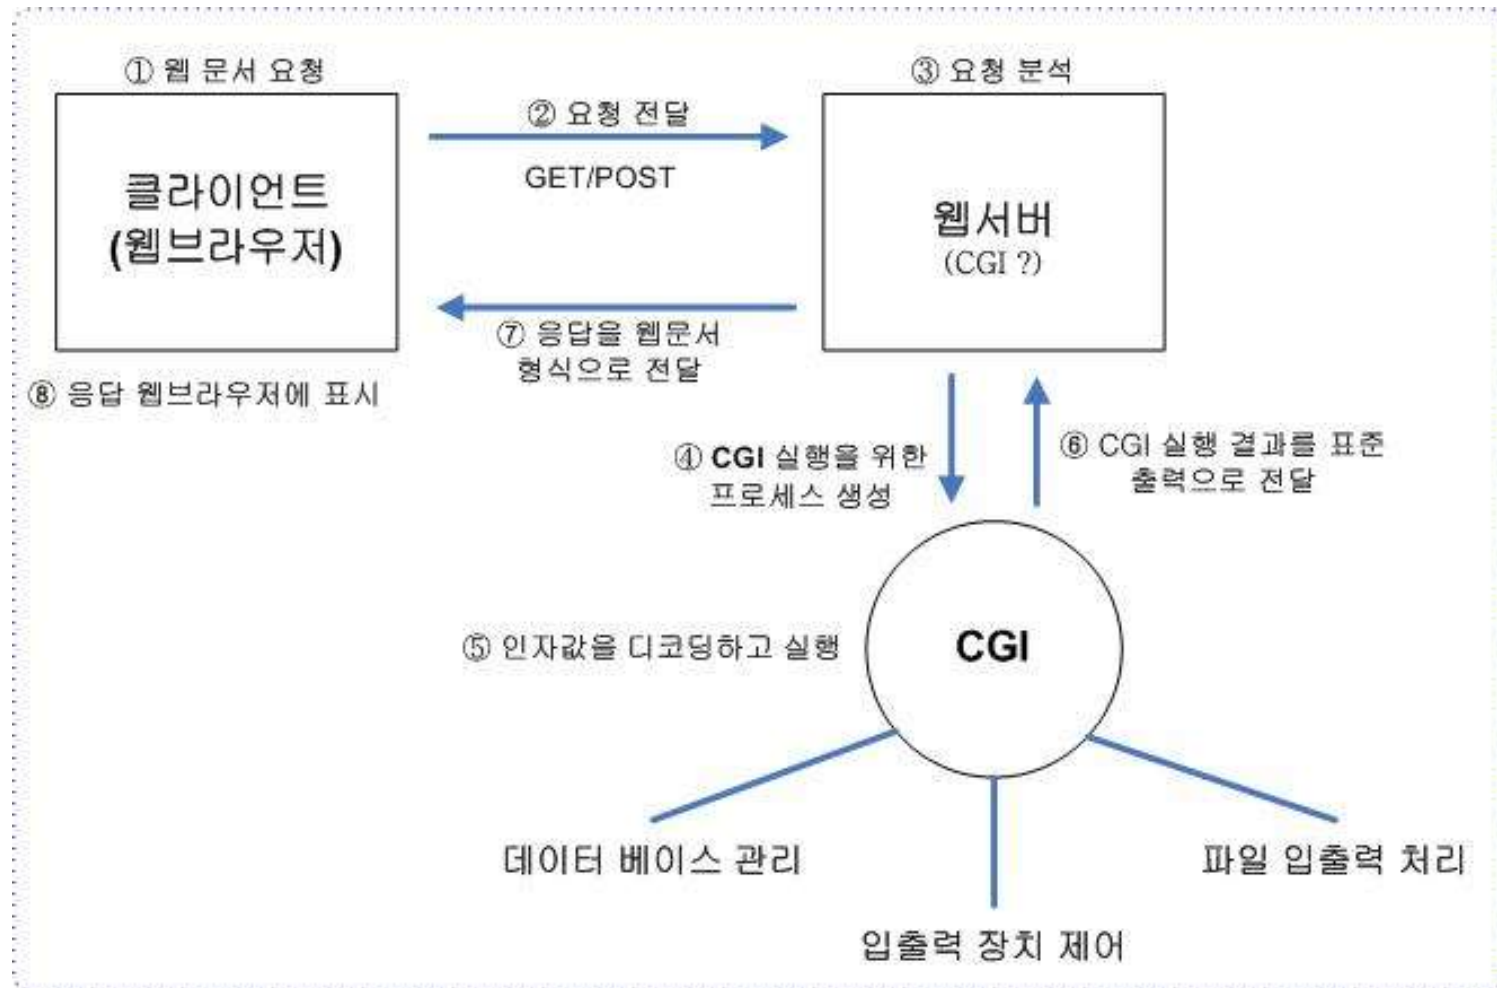 ① 웹 문서 요청
③ 요청 분석
② 요청 전달
GET/POST
클라이언트
(웹브라우저)
웹서버
(CGI ?)
⑦ 응답을 웹문서
형식으로 전달
⑧ 응답 웹브라우저에 표시
④ CGI 실행을 위한
프로세스 생성
⑥ CGI 실행 결과를 표준
출력으로 전달
⑤ 인자값을 디코딩하고 실행
CGI
데이터 베이스 관리
파일 입출력 처리
입출력 장치 제어